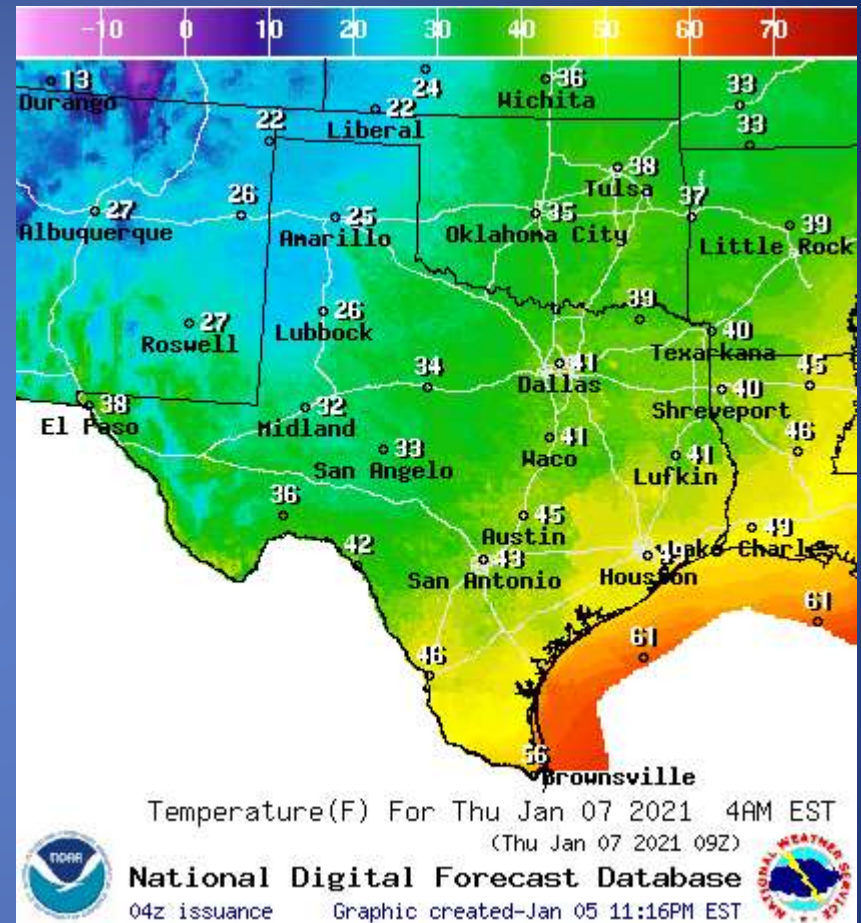 -10 0 10 20 30 40 50 60 70
13
Durango
24
36
Wichita
33
22
Liberal
22
33
38
Tulsa
27
Albuquerque
26
25
Amarillo
35
Oklahoma City
37
39
Little Rock
27
Roswell
26
Lubbock
39
40
Texarkana
34
41
Dallas
45
40
Shreveport
38
El Paso
32
Midland
33
San Angelo
41
Waco
41
Lufkin
46
36
45
Austin
49
42
43
San Antonio
49
Houston
61
61
46
56
Brownsville
Temperature(F) For Thu Jan 07 2021 4AM EST
(Thu Jan 07 2021 09Z)
NOAA
National Digital Forecast Database
04z issuance Graphic created-Jan 05 11:16PM EST
NATIONAL WEATHER SERVICE